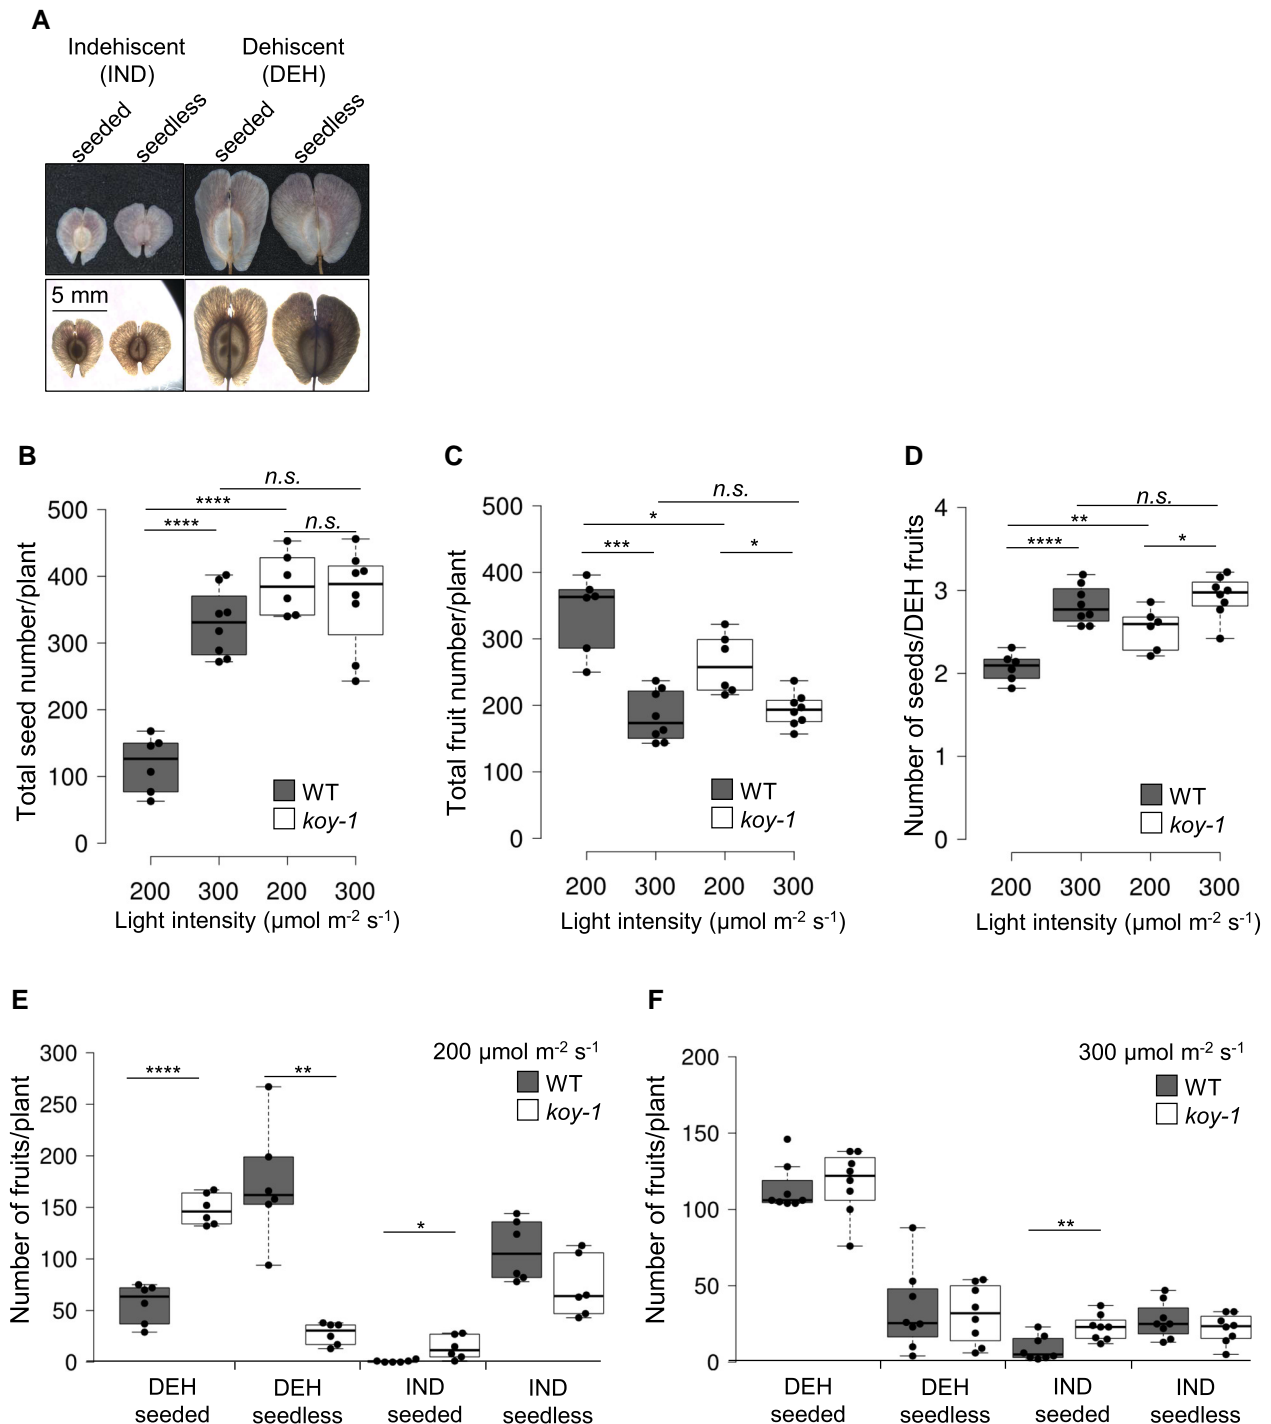 A
Indehiscent
(IND)
Dehiscent
(DEH)
seeded
seedless
seeded
seedless
5 mm
B
Total seed number/plant
500
400
300
200
100
0
n.s.
****
****
n.s.
WT
koy-1
200
300
200
300
Light intensity (µmol m-2 s-1)
C
Total fruit number/plant
500
400
300
200
100
0
n.s.
*
***
*
WT
koy-1
200
300
200
300
Light intensity (µmol m-2 s-1)
D
Number of seeds/DEH fruits
4
3
2
1
0
n.s.
**
****
*
WT
koy-1
200
300
200
300
Light intensity (µmol m-2 s-1)
E
Number of fruits/plant
300
250
200
150
100
50
0
200 µmol m-2 s-1
WT
koy-1
****
**
*
DEH
seeded
DEH
seedless
IND
seeded
IND
seedless
F
Number of fruits/plant
200
150
100
50
0
300 µmol m-2 s-1
WT
koy-1
**
DEH
seeded
DEH
seedless
IND
seeded
IND
seedless